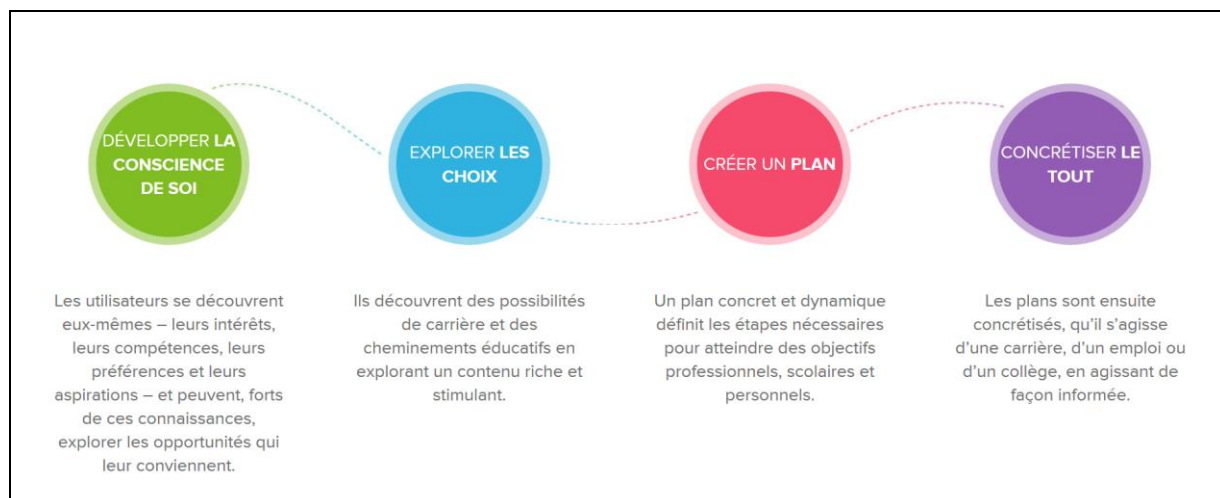 DÉVELOPPER LA
CONSCIENCE
DE SOI
Les utilisateurs se découvrent
eux-mêmes – leurs intérêts,
leurs compétences, leurs
préférences et leurs
aspirations – et peuvent, forts
de ces connaissances,
explorer les opportunités qui
leur conviennent.
EXPLORER LES
CHOIX
Ils découvrent des possibilités
de carrière et des
cheminements éducatifs en
explorant un contenu riche et
stimulant.
CRÉER UN PLAN
Un plan concret et dynamique
définit les étapes nécessaires
pour atteindre des objectifs
professionnels, scolaires et
personnels.
CONCRÉTISER LE
TOUT
Les plans sont ensuite
concrétisés, qu’il s’agisse
d’une carrière, d’un emploi ou
d’un collège, en agissant de
façon informée.